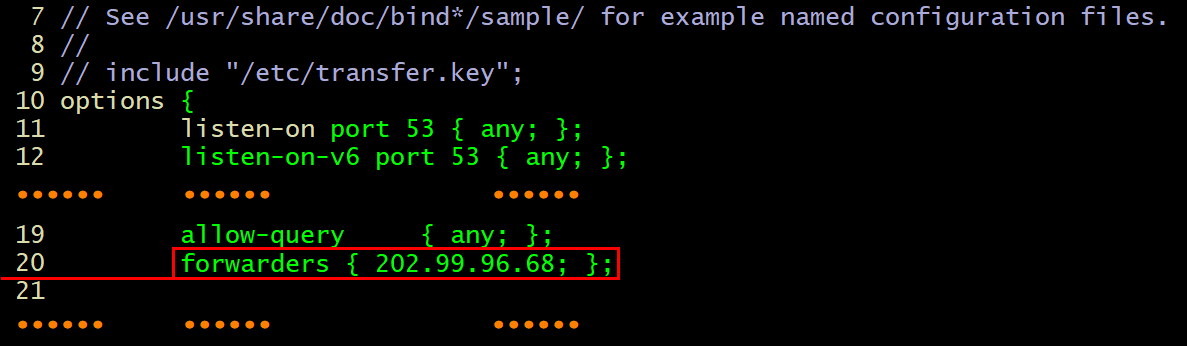 7 // See /usr/share/doc/bind*/sample/ for example named configuration files.
8 //
9 // include "/etc/transfer.key";
10 options {
11         listen-on port 53 { any; };
12         listen-on-v6 port 53 { any; };
••••••     ••••••               ••••••
19         allow-query     { any; };
20         forwarders { 202.99.96.68; };
21
••••••     ••••••               ••••••